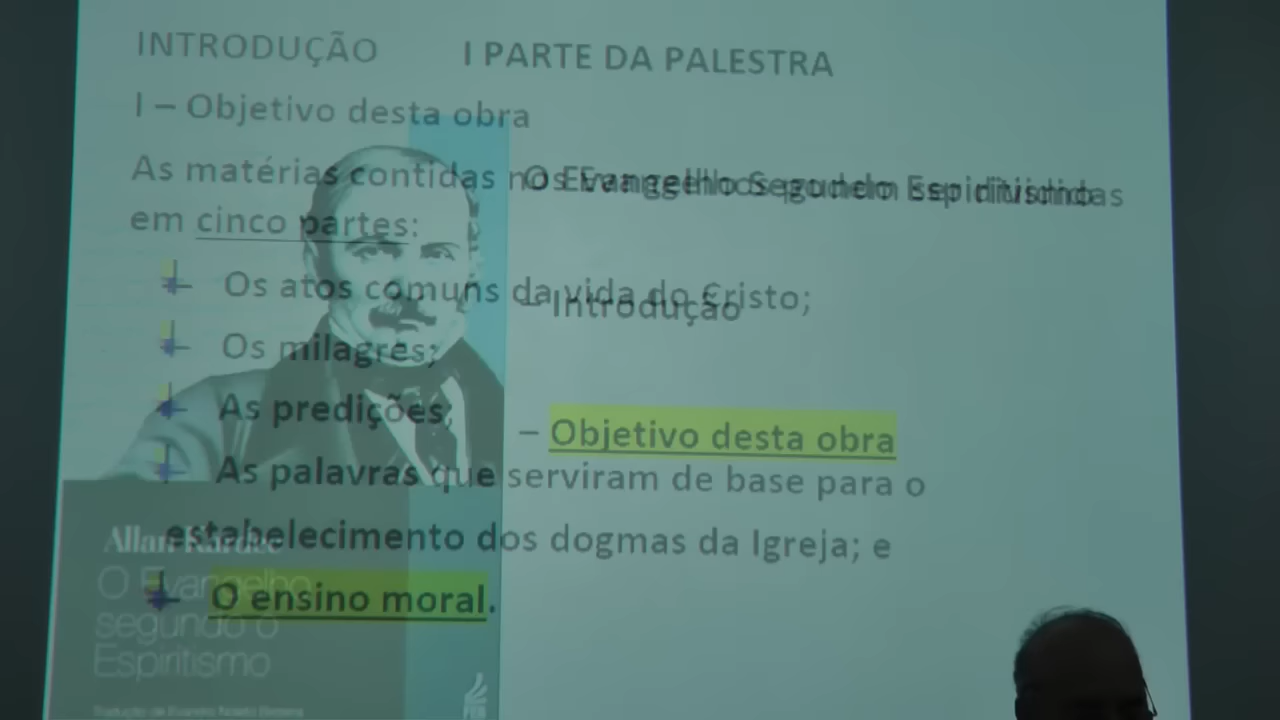 INTRODUÇÃO I PARTE DA PALESTRA
I – Objetivo desta obra
As matérias contidas nos Evangelhos podem ser divididas
O Evangelho Segundo Espiritismo
em cinco partes:
Os atos comuns da vida do Cristo;
– Introdução
Os milagres;
As predições;
– Objetivo desta obra
As palavras que serviram de base para o
estabelecimento dos dogmas da Igreja; e
O ensino moral.
Allan Kardec
O Evangelho
segundo o
Espiritismo
FEB